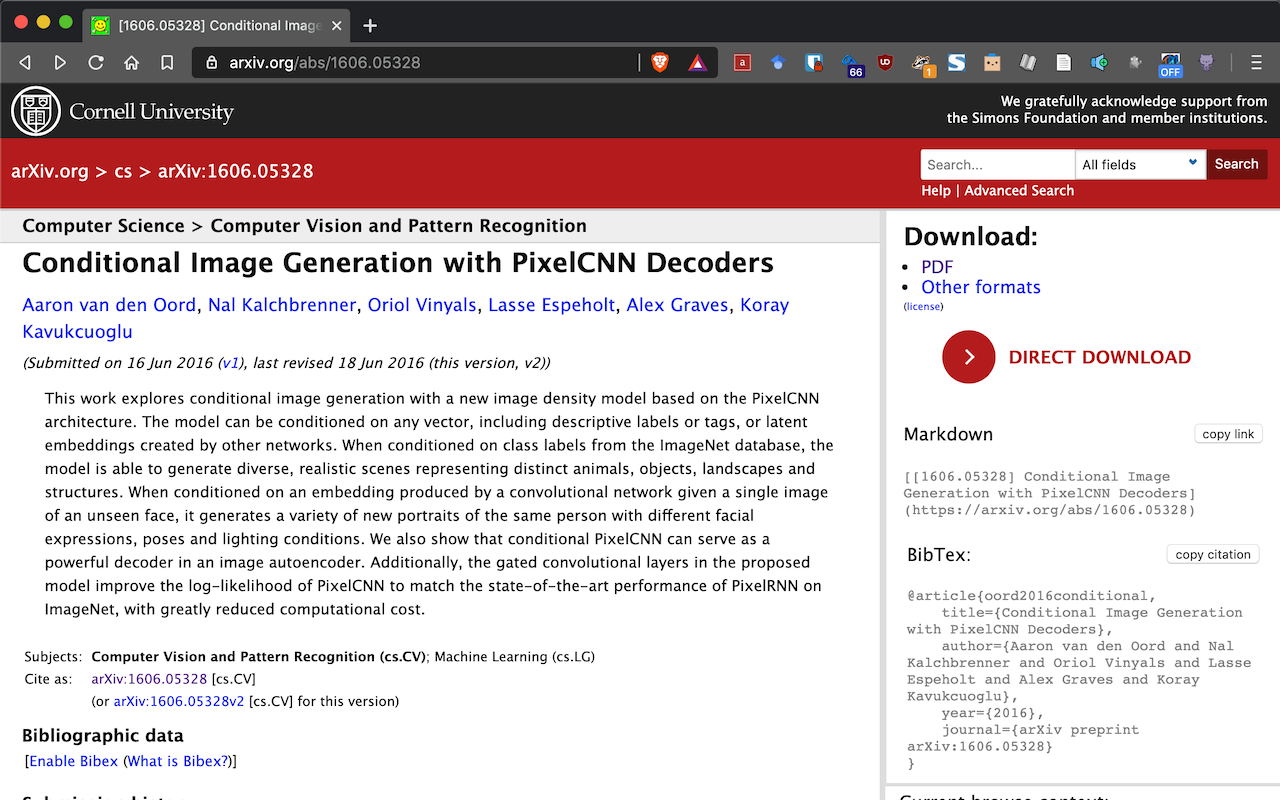 [1606.05328] Conditional Image
arxiv.org/abs/1606.05328
a
66
UD
1
S
OFF
Cornell University
We gratefully acknowledge support from
the Simons Foundation and member institutions.
arXiv.org > cs > arXiv:1606.05328
Search...
All fields
Search
Help | Advanced Search
Computer Science > Computer Vision and Pattern Recognition
Conditional Image Generation with PixelCNN Decoders
Aaron van den Oord, Nal Kalchbrenner, Oriol Vinyals, Lasse Espeholt, Alex Graves, Koray
Kavukcuoglu
(Submitted on 16 Jun 2016 (v1), last revised 18 Jun 2016 (this version, v2))
This work explores conditional image generation with a new image density model based on the PixelCNN
architecture. The model can be conditioned on any vector, including descriptive labels or tags, or latent
embeddings created by other networks. When conditioned on class labels from the ImageNet database, the
model is able to generate diverse, realistic scenes representing distinct animals, objects, landscapes and
structures. When conditioned on an embedding produced by a convolutional network given a single image
of an unseen face, it generates a variety of new portraits of the same person with different facial
expressions, poses and lighting conditions. We also show that conditional PixelCNN can serve as a
powerful decoder in an image autoencoder. Additionally, the gated convolutional layers in the proposed
model improve the log-likelihood of PixelCNN to match the state-of-the-art performance of PixelRNN on
ImageNet, with greatly reduced computational cost.
Subjects: Computer Vision and Pattern Recognition (cs.CV); Machine Learning (cs.LG)
Cite as: arXiv:1606.05328 [cs.CV]
(or arXiv:1606.05328v2 [cs.CV] for this version)
Bibliographic data
[Enable Bibex (What is Bibex?)]
Download:
PDF
Other formats
(license)
DIRECT DOWNLOAD
Markdown
copy link
[[1606.05328] Conditional Image
Generation with PixelCNN Decoders]
(https://arxiv.org/abs/1606.05328)
BibTex:
copy citation
@article{oord2016conditional,
title={Conditional Image Generation
with PixelCNN Decoders},
author={Aaron van den Oord and Nal
Kalchbrenner and Oriol Vinyals and Lasse
Espeholt and Alex Graves and Koray
Kavukcuoglu},
year={2016},
journal={arXiv preprint
arXiv:1606.05328}
}